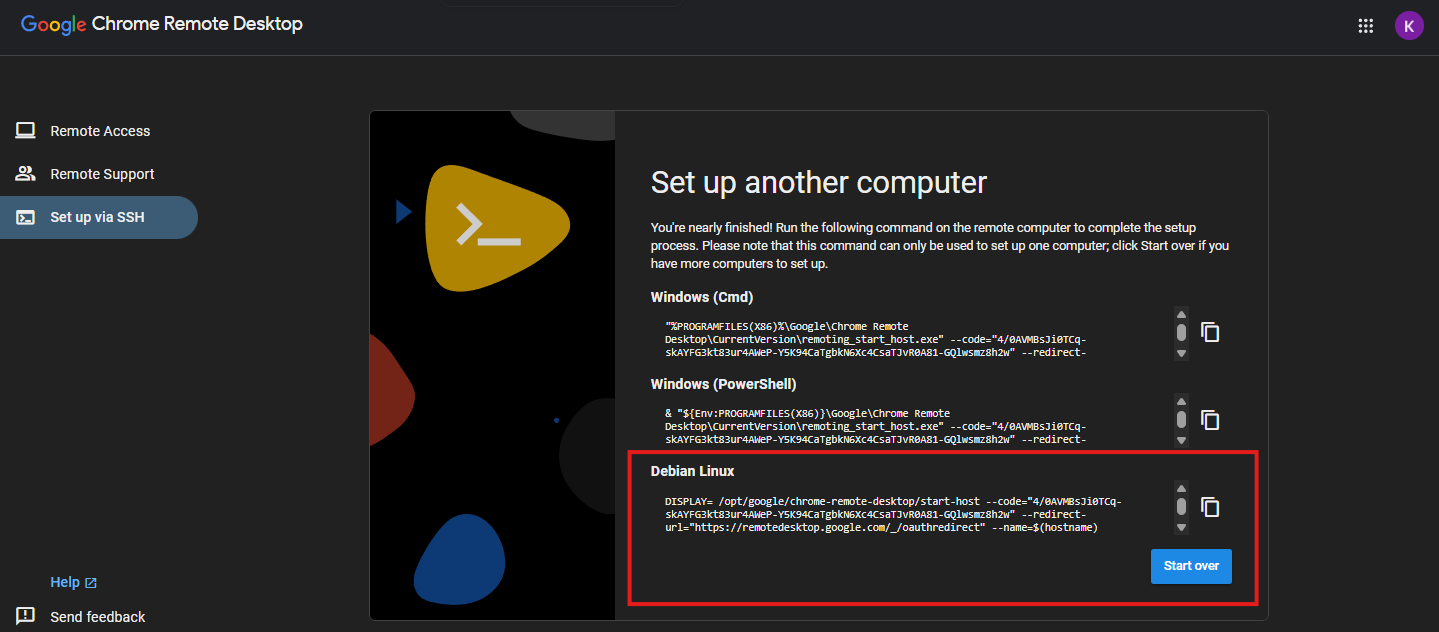 Google Chrome Remote Desktop
K
Remote Access
Remote Support
Set up via SSH
Set up another computer
You're nearly finished! Run the following command on the remote computer to complete the setup
process. Please note that this command can only be used to set up one computer; click Start over if you
have more computers to set up.
Windows (Cmd)
"%PROGRAMFILES(X86)%\Google\Chrome Remote
Desktop\CurrentVersion\remoting_start_host.exe" --code="4/0AVMBsJi0TCq-
skAYFG3kt83ur4AWeP-Y5K94CaTgbkN6Xc4CsaTJvR0A81-GQlwsmz8h2w" --redirect-
Windows (PowerShell)
& "${Env:PROGRAMFILES(X86)}\Google\Chrome Remote
Desktop\CurrentVersion\remoting_start_host.exe" --code="4/0AVMBsJi0TCq-
skAYFG3kt83ur4AWeP-Y5K94CaTgbkN6Xc4CsaTJvR0A81-GQlwsmz8h2w" --redirect-
Debian Linux
DISPLAY= /opt/google/chrome-remote-desktop/start-host --code="4/0AVMBsJi0TCq-
skAYFG3kt83ur4AWeP-Y5K94CaTgbkN6Xc4CsaTJvR0A81-GQlwsmz8h2w" --redirect-
url="https://remotedesktop.google.com/_/oauthredirect" --name=$(hostname)
Start over
Help
Send feedback